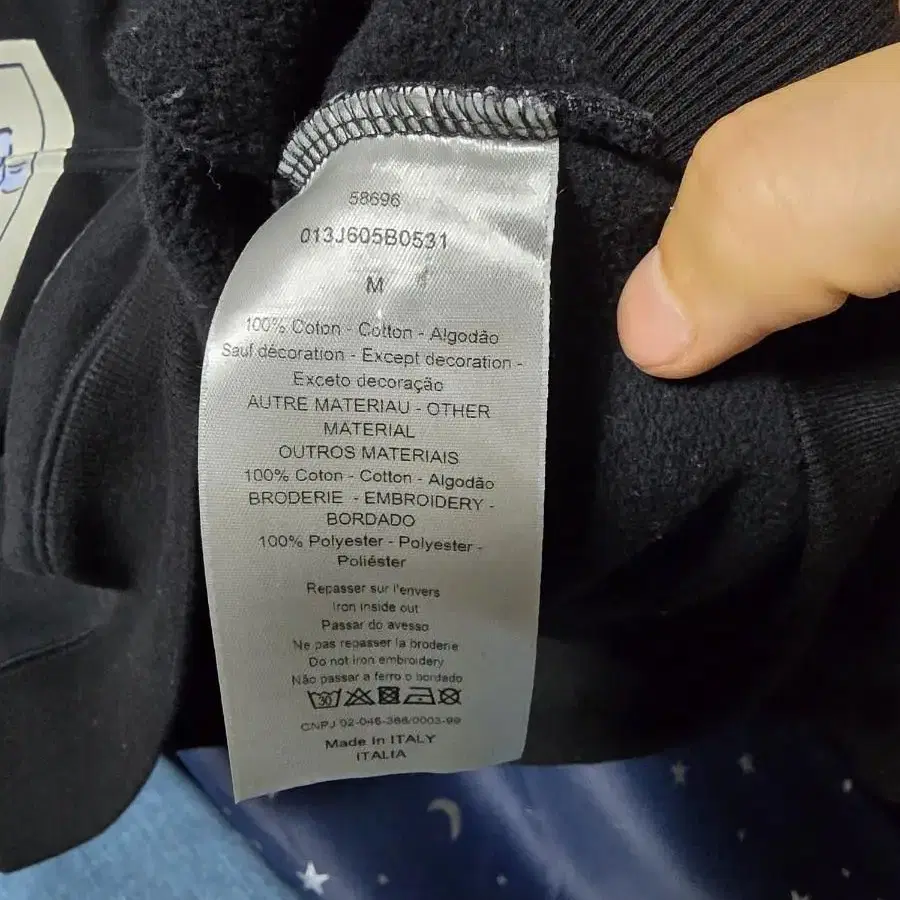 58696
013J605B0531
M
100% Coton - Cotton - Algodão
Sauf décoration - Except decoration -
Exceto decoração
AUTRE MATERIAU - OTHER
MATERIAL
OUTROS MATERIAIS
100% Coton - Cotton - Algodão
BRODERIE - EMBROIDERY -
BORDADO
100% Polyester - Polyester -
Poliéster
Repasser sur l'envers
Iron inside out
Passar do avesso
Ne pas repasser la broderie
Do not iron embroidery
Não passar a ferro o bordado
30
CNPJ 02-046-366/0003-99
Made in ITALY
ITALIA